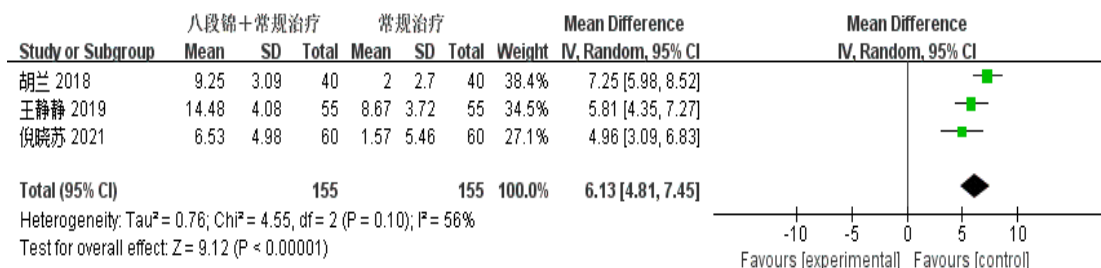 八段锦＋常规治疗 常规治疗 Mean Difference Mean Difference
Study or Subgroup Mean SD Total Mean SD Total Weight IV, Random, 95% CI IV, Random, 95% CI
胡兰 2018 9.25 3.09 40 2 2.7 40 38.4% 7.25 [5.98, 8.52]
王静静 2019 14.48 4.08 55 8.67 3.72 55 34.5% 5.81 [4.35, 7.27]
倪晓苏 2021 6.53 4.98 60 1.57 5.46 60 27.1% 4.96 [3.09, 6.83]
Total (95% CI) 155 155 100.0% 6.13 [4.81, 7.45]
Heterogeneity: Tau² = 0.76; Chi² = 4.55, df = 2 (P = 0.10); I² = 56%
Test for overall effect: Z = 9.12 (P < 0.00001)
-10 -5 0 5 10
Favours [experimental] Favours [control]